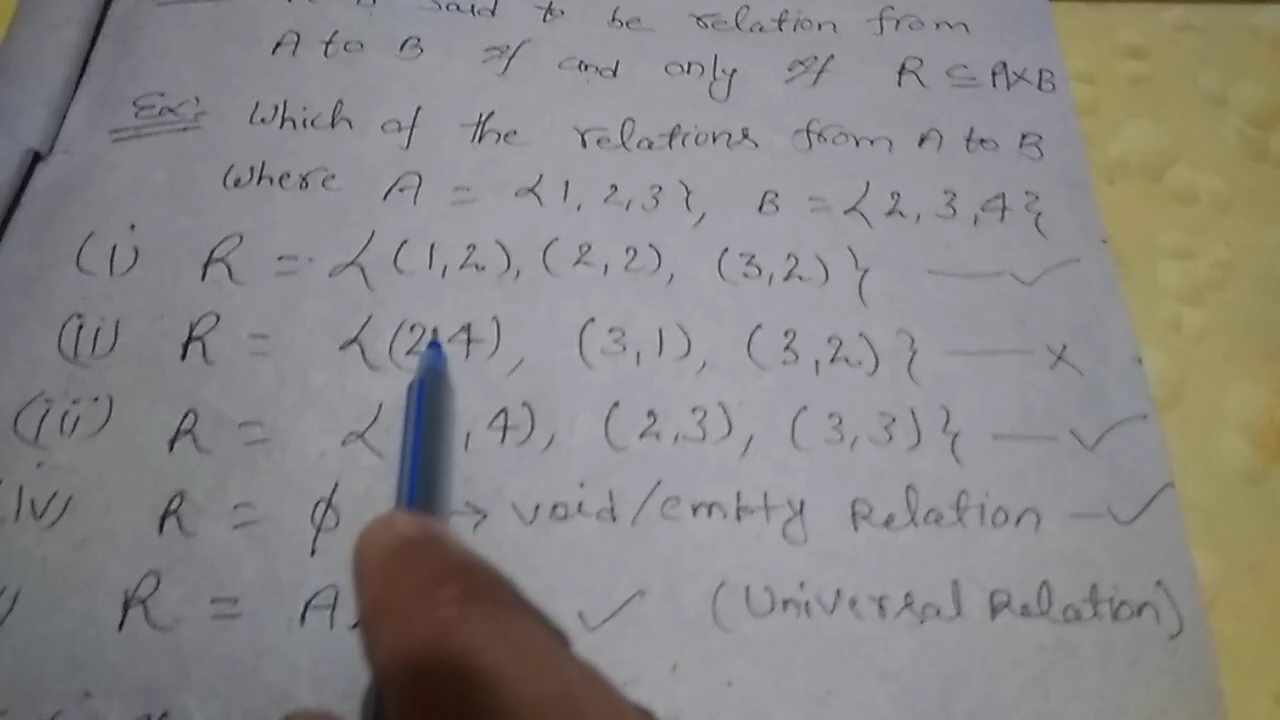 said to be relation from
A to B if and only if R ⊆ A×B
Ex: Which of the relations from A to B
Where A = {1, 2, 3}, B = {2, 3, 4}
(i) R = {(1,2), (2,2), (3,2)} — ✓
(ii) R = {(2,4), (3,1), (3,2)} — ×
(iii) R = { ,4), (2,3), (3,3)} — ✓
iv) R = ϕ → void/empty Relation — ✓
) R = A ✓ (Universal Relation)